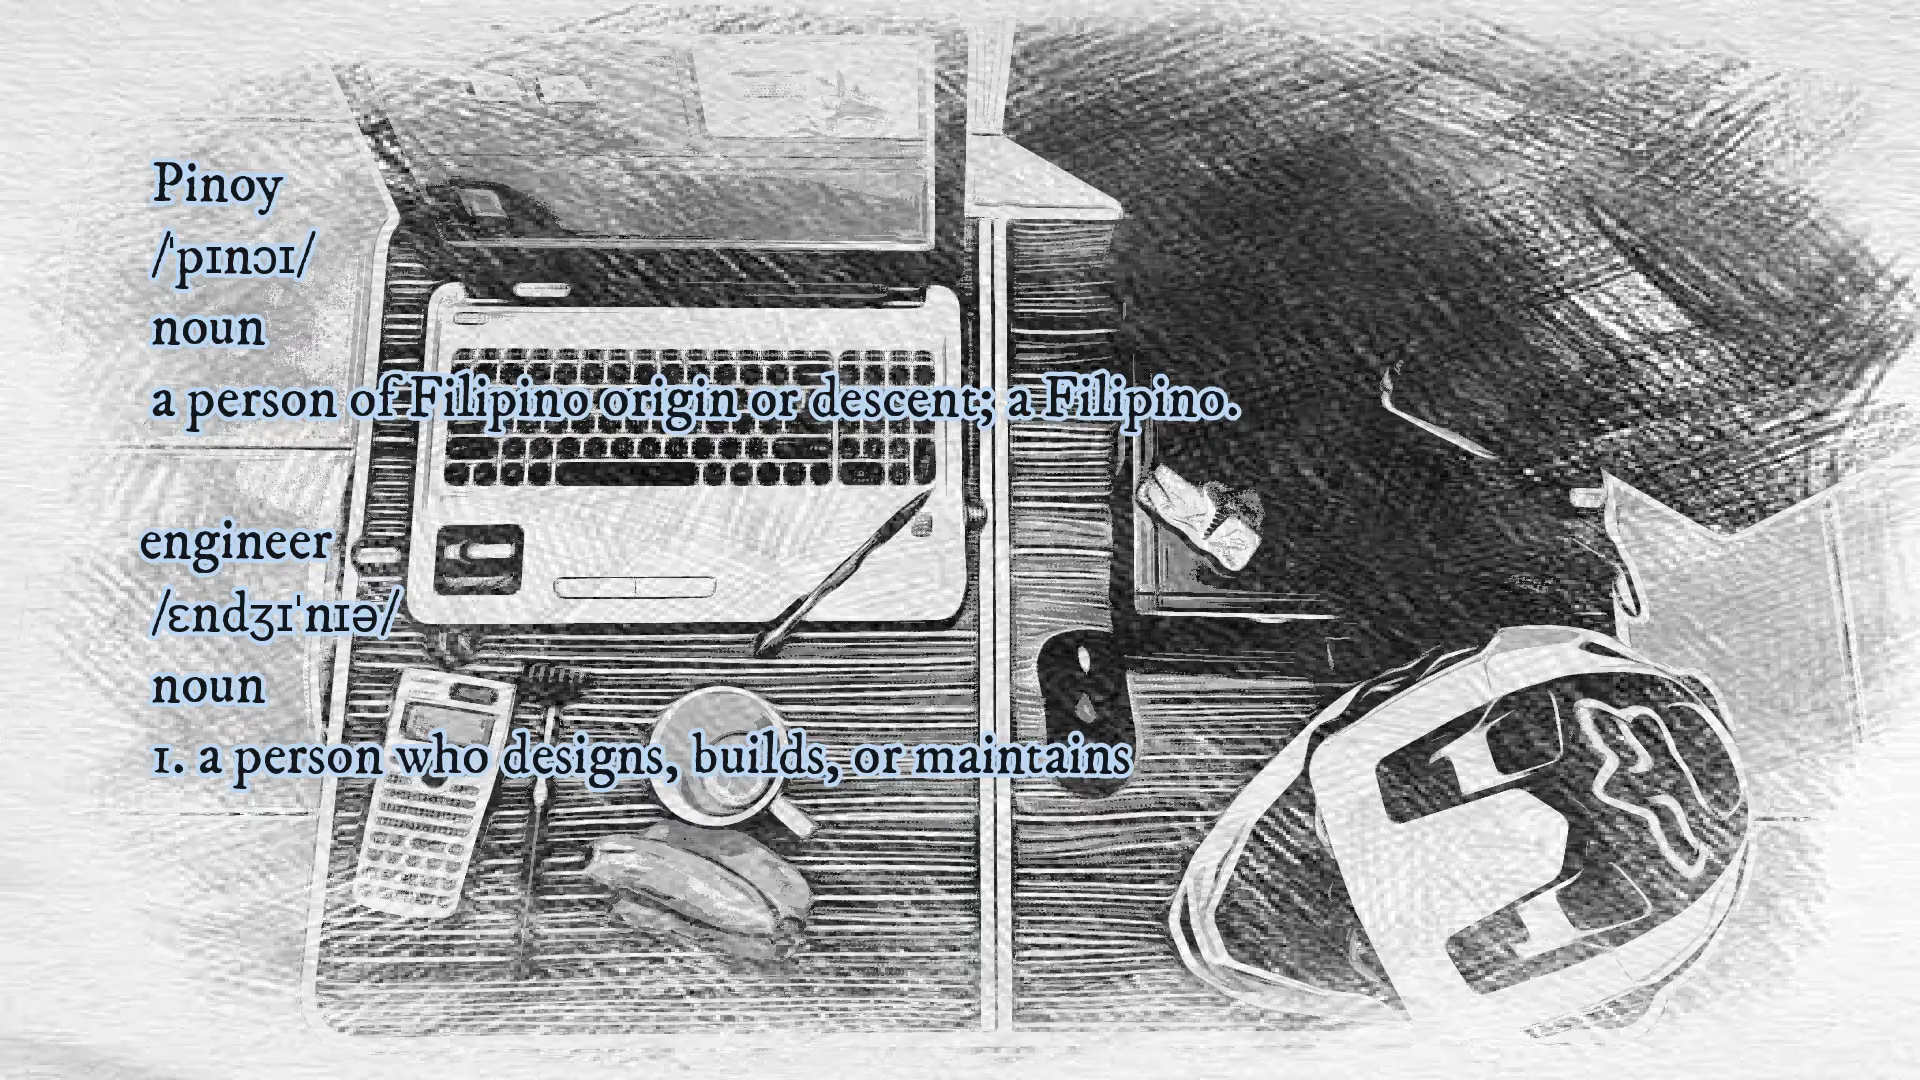 Pinoy
/ˈpɪnɔɪ/
noun
a person of Filipino origin or descent; a Filipino.
engineer
/ɛndʒɪˈnɪə/
noun
1. a person who designs, builds, or maintains